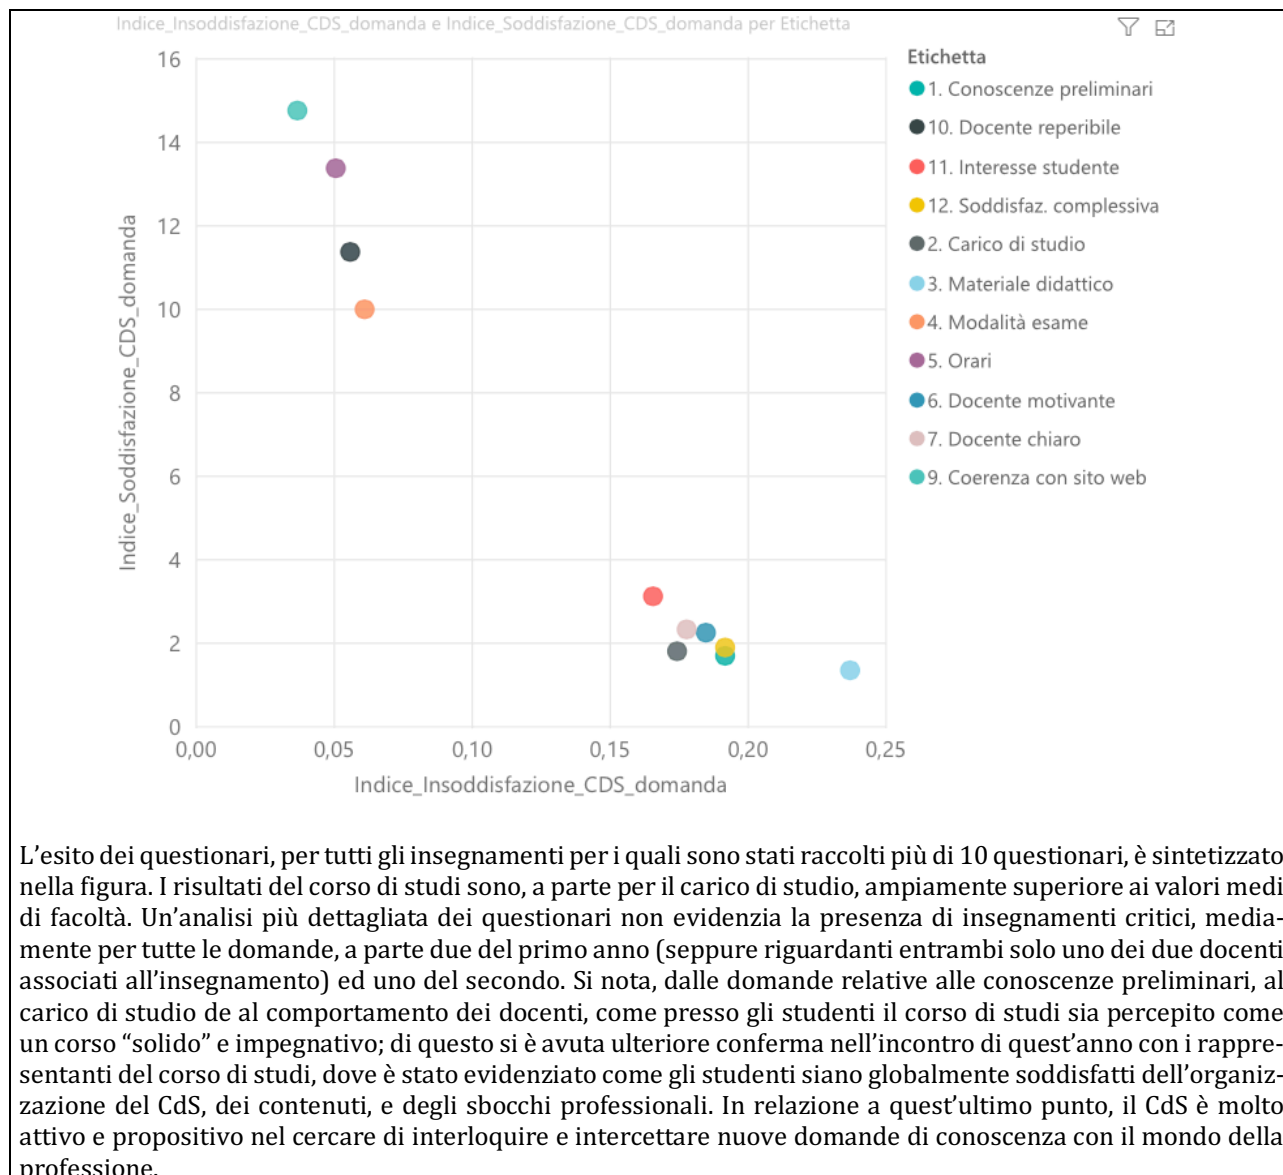 Indice_Insoddisfazione_CDS_domanda e Indice_Soddisfazione_CDS_domanda per Etichetta
Etichetta
1. Conoscenze preliminari
10. Docente reperibile
11. Interesse studente
12. Soddisfaz. complessiva
2. Carico di studio
3. Materiale didattico
4. Modalità esame
5. Orari
6. Docente motivante
7. Docente chiaro
9. Coerenza con sito web
Indice_Soddisfazione_CDS_domanda
16
14
12
10
8
6
4
2
0
0,00 0,05 0,10 0,15 0,20 0,25
Indice_Insoddisfazione_CDS_domanda
L’esito dei questionari, per tutti gli insegnamenti per i quali sono stati raccolti più di 10 questionari, è sintetizzato
nella figura. I risultati del corso di studi sono, a parte per il carico di studio, ampiamente superiore ai valori medi
di facoltà. Un’analisi più dettagliata dei questionari non evidenzia la presenza di insegnamenti critici, media-
mente per tutte le domande, a parte due del primo anno (seppure riguardanti entrambi solo uno dei due docenti
associati all’insegnamento) ed uno del secondo. Si nota, dalle domande relative alle conoscenze preliminari, al
carico di studio de al comportamento dei docenti, come presso gli studenti il corso di studi sia percepito come
un corso “solido” e impegnativo; di questo si è avuta ulteriore conferma nell’incontro di quest’anno con i rappre-
sentanti del corso di studi, dove è stato evidenziato come gli studenti siano globalmente soddisfatti dell’organiz-
zazione del CdS, dei contenuti, e degli sbocchi professionali. In relazione a quest’ultimo punto, il CdS è molto
attivo e propositivo nel cercare di interloquire e intercettare nuove domande di conoscenza con il mondo della
professione.